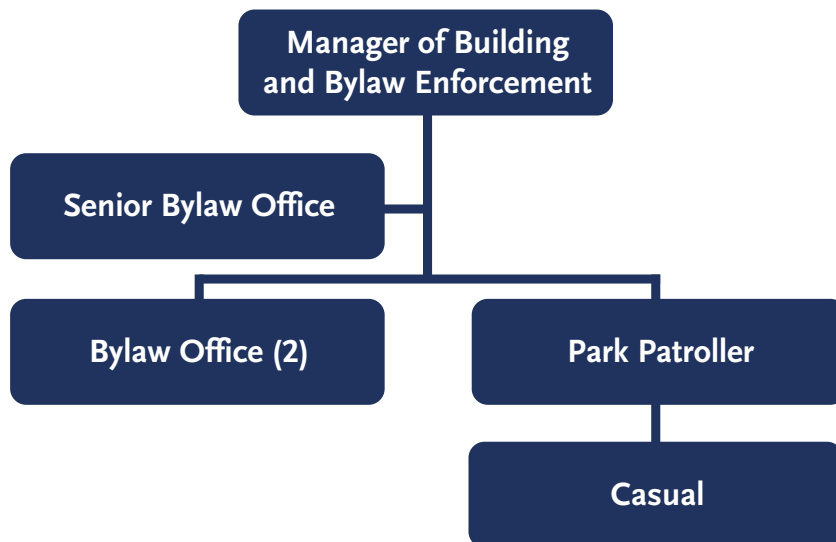 Manager of Building
and Bylaw Enforcement
Senior Bylaw Office
Bylaw Office (2)
Park Patroller
Casual